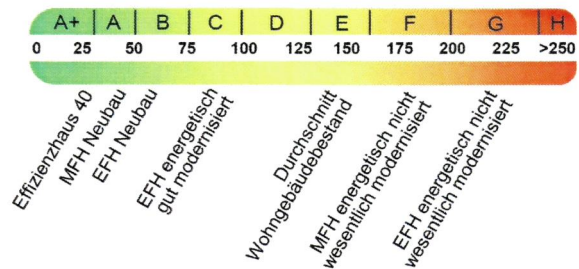 A+ A B C D E F G H
0 25 50 75 100 125 150 175 200 225 >250
Effizienzhaus 40
MFH Neubau
EFH Neubau
EFH energetisch
gut modernisiert
Durchschnitt
Wohngebäudebestand
MFH energetisch nicht
wesentlich modernisiert
EFH energetisch nicht
wesentlich modernisiert